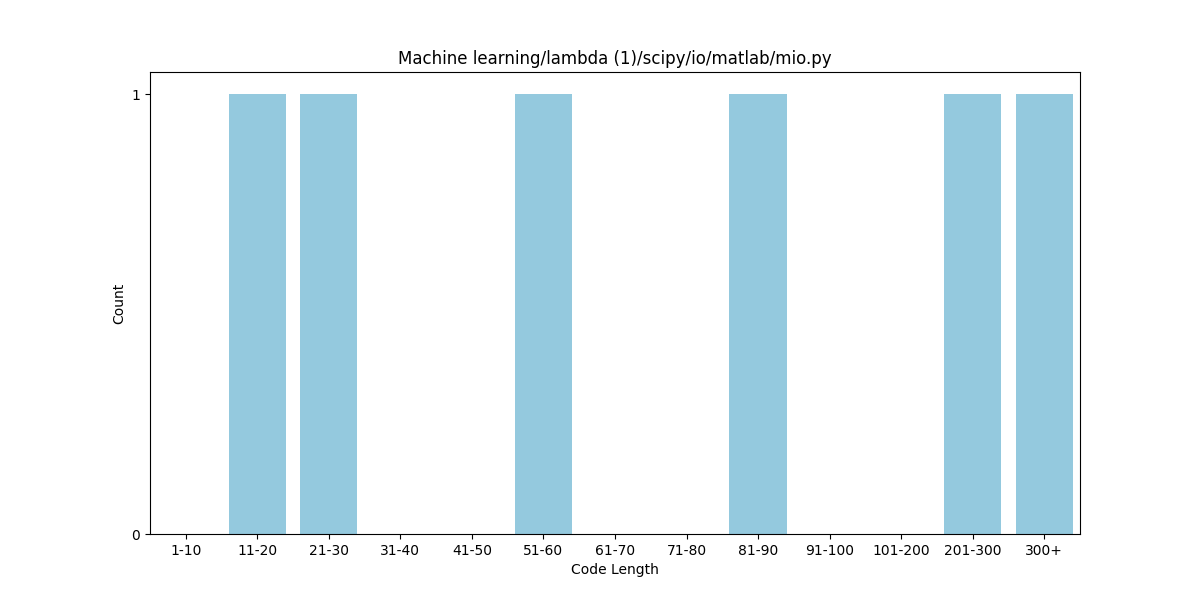 Machine learning/lambda (1)/scipy/io/matlab/mio.py
1
Count
0
1-10 11-20 21-30 31-40 41-50 51-60 61-70 71-80 81-90 91-100 101-200 201-300 300+
Code Length